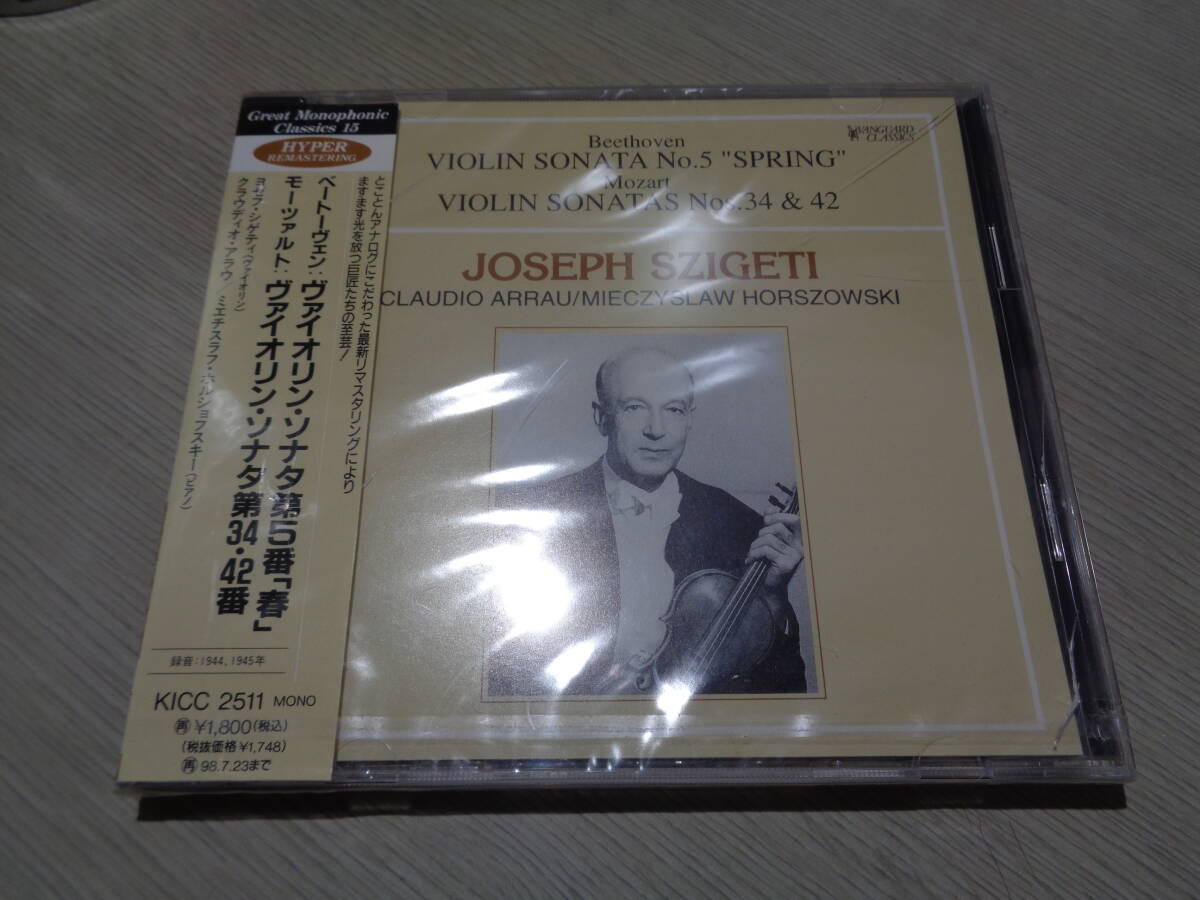 Great Monophonic
Classics 15
HYPER
REMASTERING
とことんアナログにこだわった最新リマスタリングにより
ますます光を放つ巨匠たちの至芸!
ベートーヴェン:ヴァイオリン・ソナタ第5番「春」
モーツァルト:ヴァイオリン・ソナタ第34・42番
ヨゼフ・シゲティ(ヴァイオリン)
クラウディオ・アラウ/ミエチスラフ・ホルショフスキー(ピアノ)
録音:1944、1945年
KICC 2511 MONO
再 ¥1,800(税込)
(税抜価格¥1,748)
再 98.7.23まで
VANGUARD
CLASSICS
Beethoven
VIOLIN SONATA No.5 "SPRING"
Mozart
VIOLIN SONATAS Nos.34 & 42
JOSEPH SZIGETI
CLAUDIO ARRAU/MIECZYSLAW HORSZOWSKI